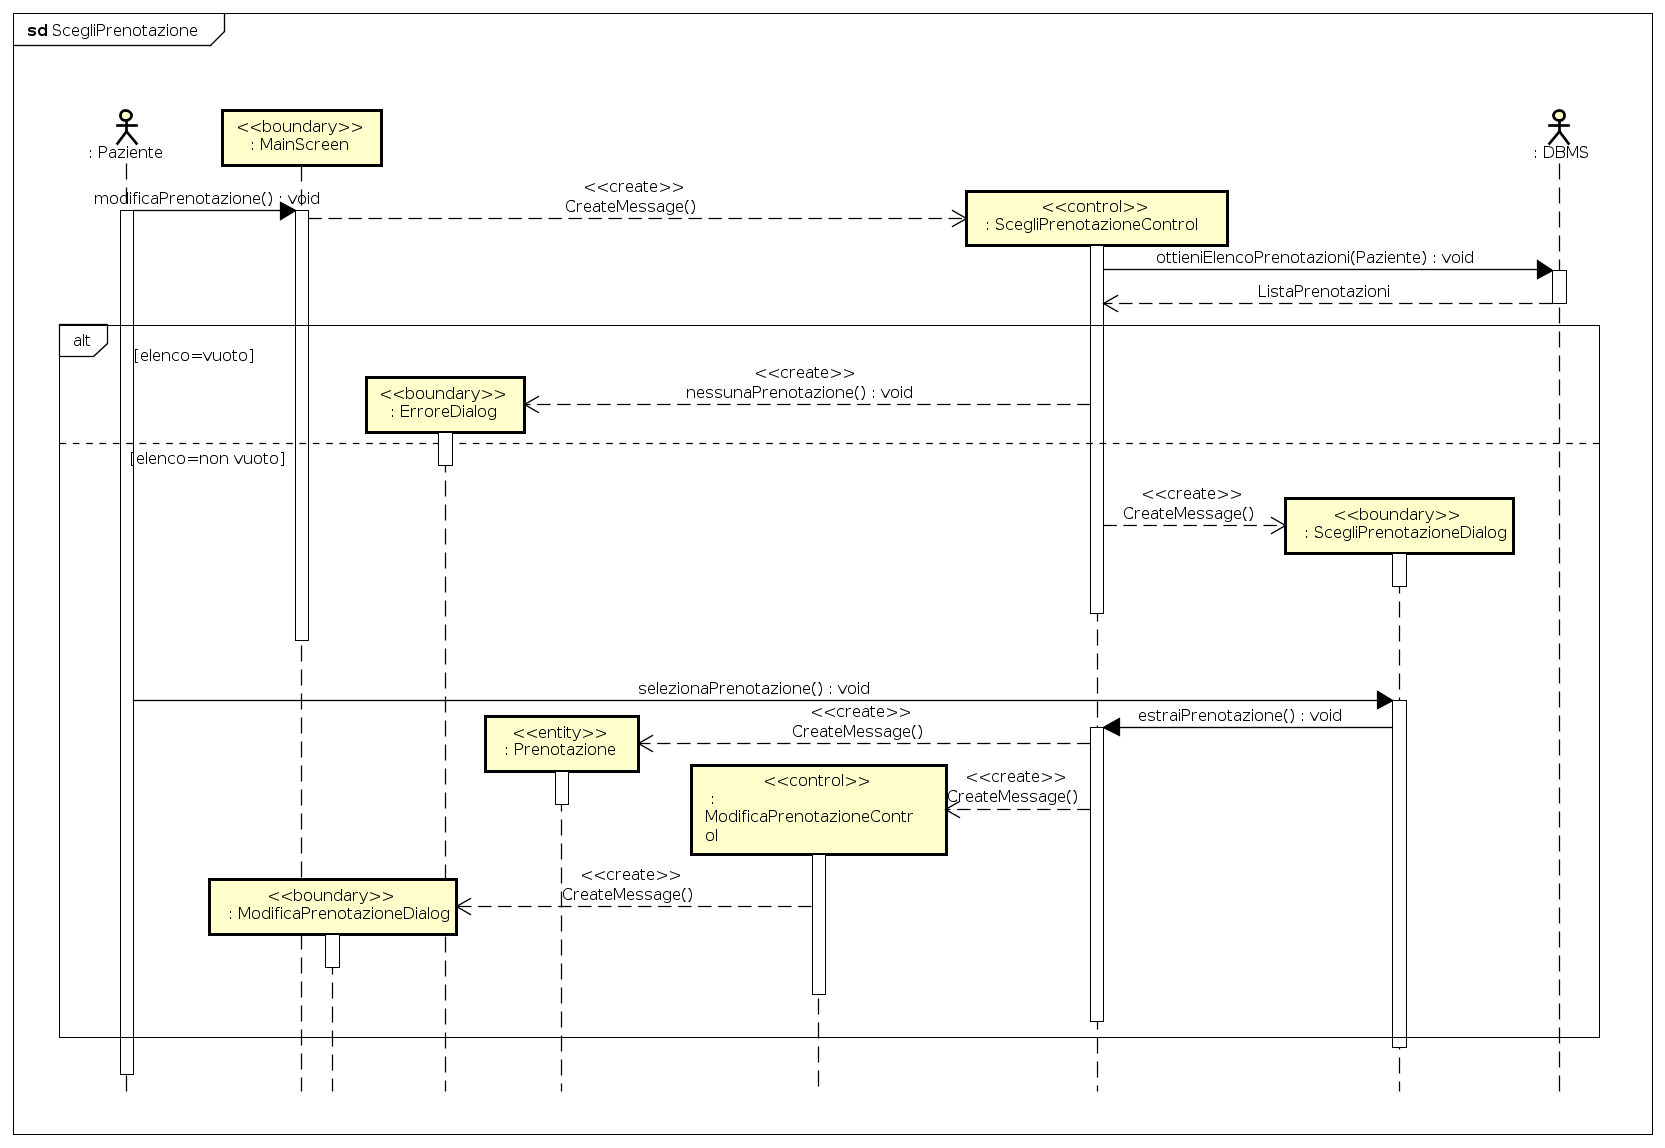 sd ScegliPrenotazione
: Paziente
<<boundary>>
: MainScreen
: DBMS
modificaPrenotazione() : void
<<create>>
CreateMessage()
<<control>>
: ScegliPrenotazioneControl
ottieniElencoPrenotazioni(Paziente) : void
ListaPrenotazioni
alt
[elenco=vuoto]
<<create>>
nessunaPrenotazione() : void
<<boundary>>
: ErroreDialog
[elenco=non vuoto]
<<create>>
CreateMessage()
<<boundary>>
: ScegliPrenotazioneDialog
selezionaPrenotazione() : void
estraiPrenotazione() : void
<<create>>
CreateMessage()
<<entity>>
: Prenotazione
<<create>>
CreateMessage()
<<control>>
:
ModificaPrenotazioneContr
ol
<<create>>
CreateMessage()
<<boundary>>
: ModificaPrenotazioneDialog